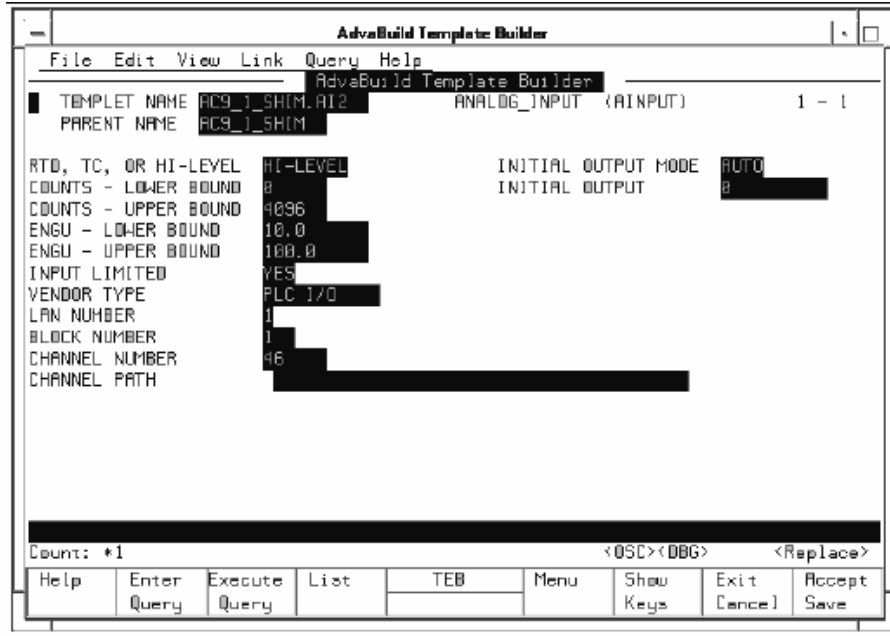 AdvaBuild Template Builder
File Edit View Link Query Help
AdvaBuild Template Builder
TEMPLET NAME AC9_1_SHIM.AI2 ANALOG_INPUT (AINPUT) 1 - 1
PARENT NAME AC9_1_SHIM
RTD, TC, OR HI-LEVEL HI-LEVEL INITIAL OUTPUT MODE AUTO
COUNTS - LOWER BOUND 0 INITIAL OUTPUT 0
COUNTS - UPPER BOUND 4096
ENGU - LOWER BOUND 10.0
ENGU - UPPER BOUND 100.0
INPUT LIMITED YES
VENDOR TYPE PLC I/O
LAN NUMBER 1
BLOCK NUMBER 1
CHANNEL NUMBER 46
CHANNEL PATH
Count: *1 <OSC><DBG> <Replace>
Help Enter Query Execute Query List TEB Menu Show Keys Exit Cancel Accept Save